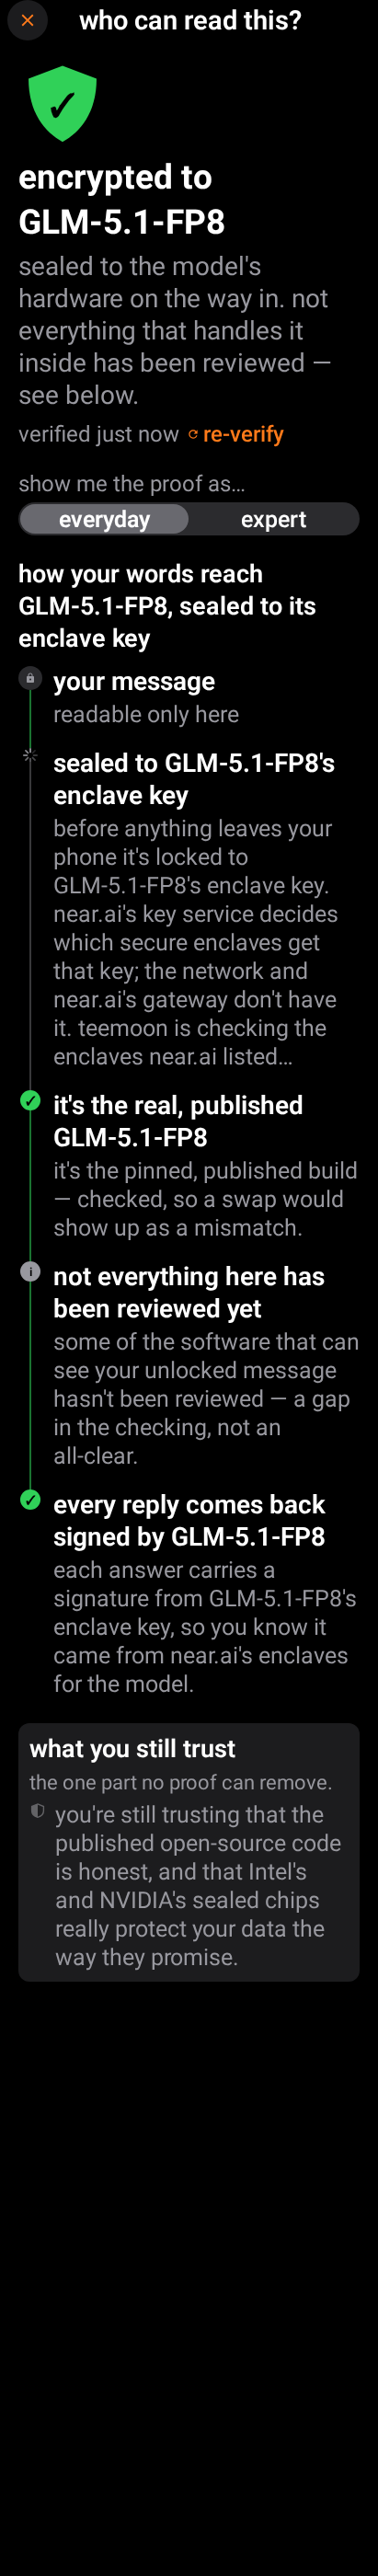 who can read this?
encrypted to
GLM-5.1-FP8
sealed to the model's
hardware on the way in. not
everything that handles it
inside has been reviewed —
see below.
verified just now re-verify
show me the proof as...
everyday expert
how your words reach
GLM-5.1-FP8, sealed to its
enclave key
your message
readable only here
sealed to GLM-5.1-FP8's
enclave key
before anything leaves your
phone it's locked to
GLM-5.1-FP8's enclave key.
near.ai's key service decides
which secure enclaves get
that key; the network and
near.ai's gateway don't have
it. teemoon is checking the
enclaves near.ai listed...
it's the real, published
GLM-5.1-FP8
it's the pinned, published build
— checked, so a swap would
show up as a mismatch.
not everything here has
been reviewed yet
some of the software that can
see your unlocked message
hasn't been reviewed — a gap
in the checking, not an
all-clear.
every reply comes back
signed by GLM-5.1-FP8
each answer carries a
signature from GLM-5.1-FP8's
enclave key, so you know it
came from near.ai's enclaves
for the model.
what you still trust
the one part no proof can remove.
you're still trusting that the
published open-source code
is honest, and that Intel's
and NVIDIA's sealed chips
really protect your data the
way they promise.